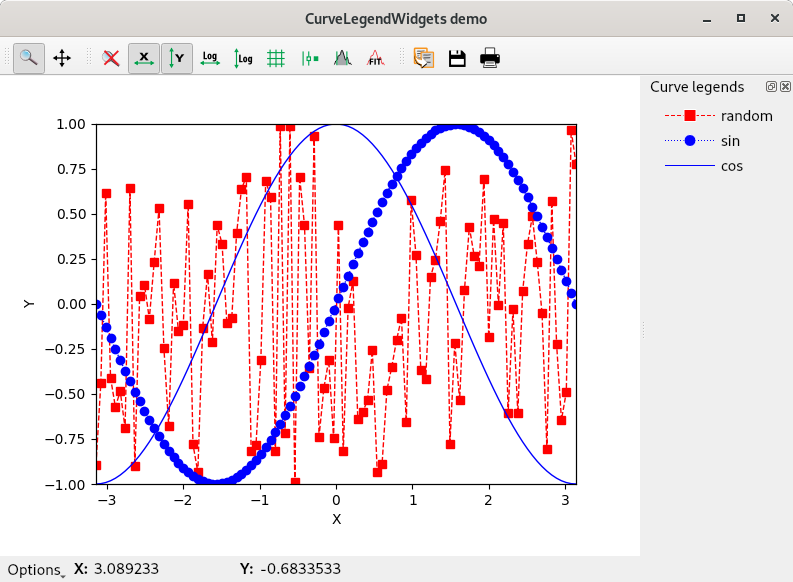 CurveLegendWidgets demo
X Y Log Log FIT
Curve legends
random
sin
cos
1.00
0.75
0.50
0.25
0.00
−0.25
−0.50
−0.75
−1.00
Y
−3 −2 −1 0 1 2 3
X
Options X: 3.089233 Y: -0.6833533